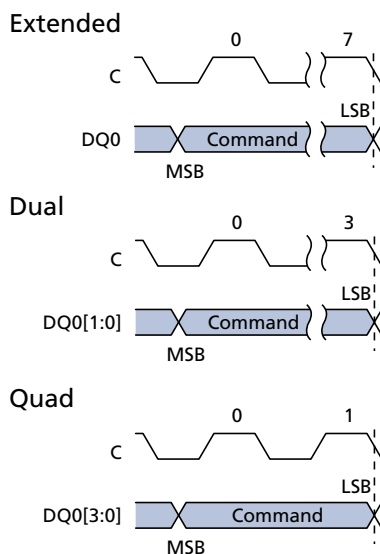 Extended
0 7
C
LSB
DQ0 Command
MSB
Dual
0 3
C
LSB
DQ0[1:0] Command
MSB
Quad
0 1
C
LSB
DQ0[3:0] Command
MSB